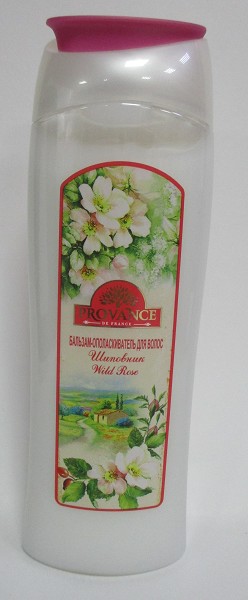 PROVANCE
DE FRANCE
БАЛЬЗАМ-ОПОЛАСКИВАТЕЛЬ ДЛЯ ВОЛОС
Шиповник
Wild Rose